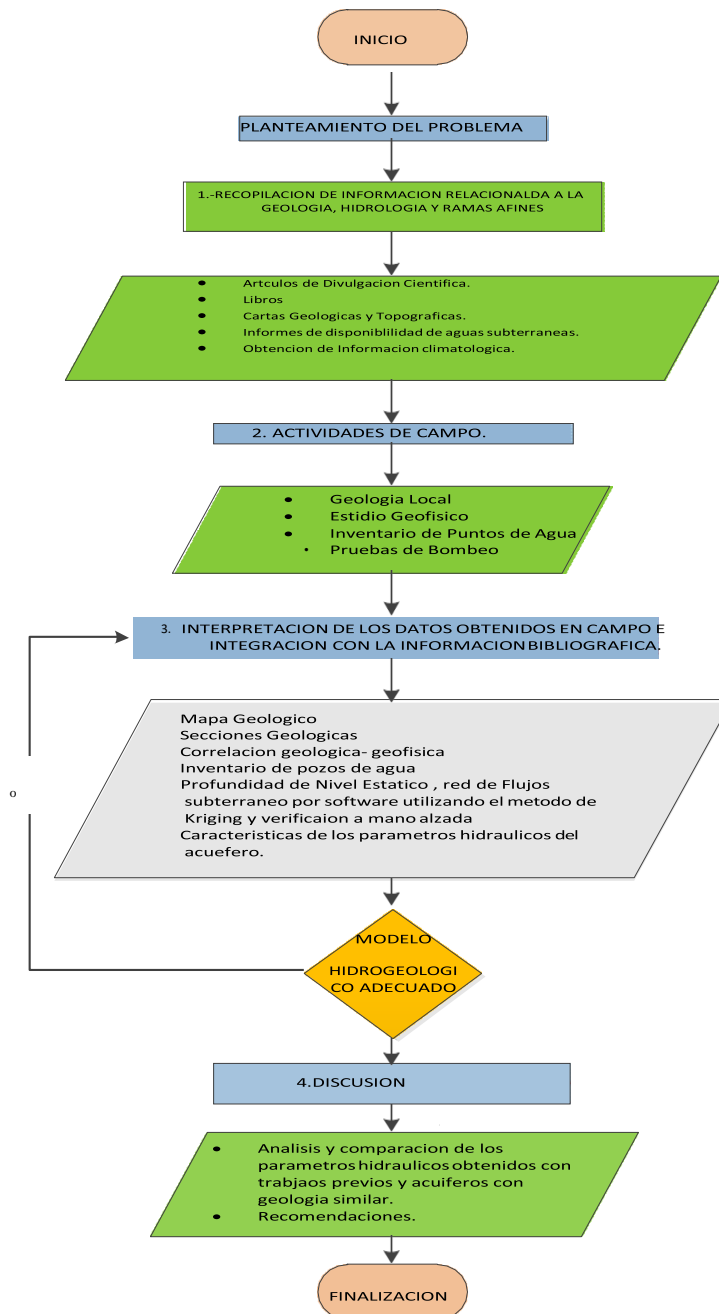 INICIO
PLANTEAMIENTO DEL PROBLEMA
1.-RECOPILACION DE INFORMACION RELACIONALDA A LA
GEOLOGIA, HIDROLOGIA Y RAMAS AFINES
• Artculos de Divulgacion Cientifica.
• Libros
• Cartas Geologicas y Topograficas.
• Informes de disponiblilidad de aguas subterraneas.
• Obtencion de Informacion climatologica.
2. ACTIVIDADES DE CAMPO.
• Geologia Local
• Estidio Geofisico
• Inventario de Puntos de Agua
• Pruebas de Bombeo
3. INTERPRETACION DE LOS DATOS OBTENIDOS EN CAMPO E
INTEGRACION CON LA INFORMACION BIBLIOGRAFICA.
Mapa Geologico
Secciones Geologicas
Correlacion geologica- geofisica
Inventario de pozos de agua
Profundidad de Nivel Estatico , red de Flujos
subterraneo por software utilizando el metodo de
Kriging y verificaion a mano alzada
Caracteristicas de los parametros hidraulicos del
acuefero.
o
MODELO
HIDROGEOLOGI
CO ADECUADO
4.DISCUSION
• Analisis y comparacion de los
parametros hidraulicos obtenidos con
trabjaos previos y acuiferos con
geologia similar.
• Recomendaciones.
FINALIZACION